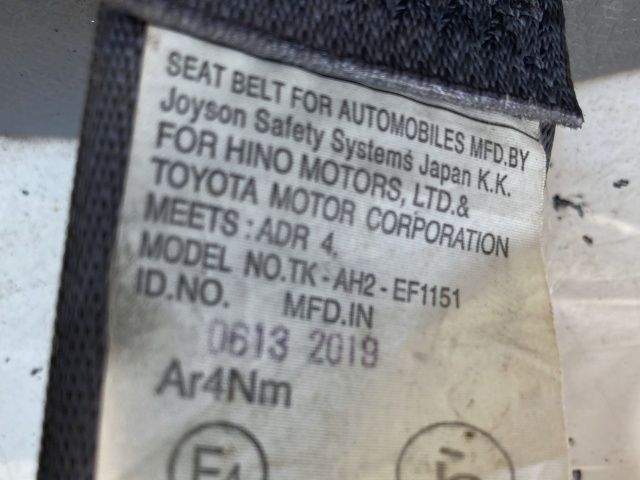 SEAT BELT FOR AUTOMOBILES MFD.BY
Joyson Safety Systems Japan K.K.
FOR HINO MOTORS, LTD.&
TOYOTA MOTOR CORPORATION
MEETS : ADR 4.
MODEL NO.TK - AH2 - EF1151
ID.NO. MFD.IN
0613 2019
Ar4Nm